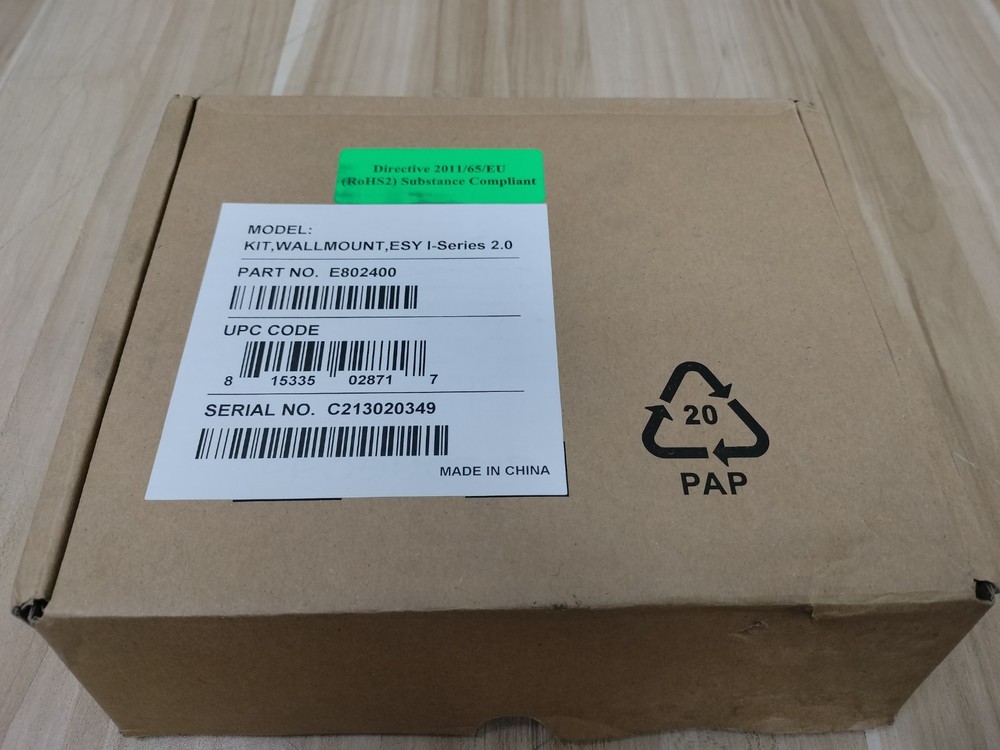 Directive 2011/65/EU
(RoHS2) Substance Compliant
MODEL:
KIT,WALLMOUNT,ESY I-Series 2.0
PART NO. E802400
UPC CODE
8 15335 02871 7
SERIAL NO. C213020349
MADE IN CHINA
20
PAP